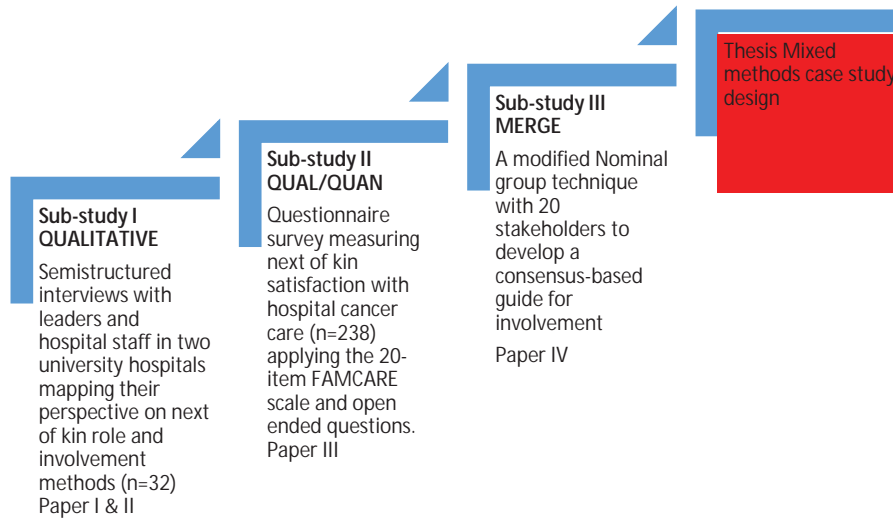 Sub-study I
QUALITATIVE
Semistructured
interviews with
leaders and
hospital staff in two
university hospitals
mapping their
perspective on next
of kin role and
involvement
methods (n=32)
Paper I & II
Sub-study II
QUAL/QUAN
Questionnaire
survey measuring
next of kin
satisfaction with
hospital cancer
care (n=238)
applying the 20-
item FAMCARE
scale and open
ended questions.
Paper III
Sub-study III
MERGE
A modified Nominal
group technique
with 20
stakeholders to
develop a
consensus-based
guide for
involvement
Paper IV
Thesis Mixed
methods case study
design